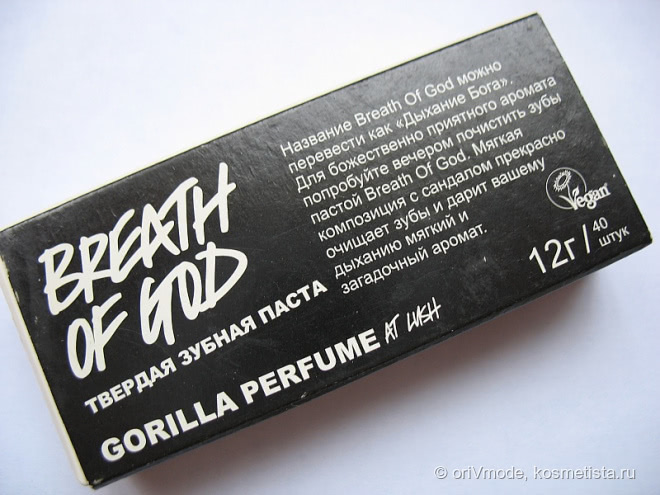 BREATH
OF GOD
ТВЕРДАЯ ЗУБНАЯ ПАСТА
GORILLA PERFUME AT LUSH
Название Breath Of God можно
перевести как «Дыхание Бога».
Для божественно приятного аромата
попробуйте вечером почистить зубы
пастой Breath Of God. Мягкая
композиция с сандалом прекрасно
очищает зубы и дарит вашему
дыханию мягкий и
загадочный аромат.
Vegan
12г / 40
штук
© oriVmode, kosmetista.ru